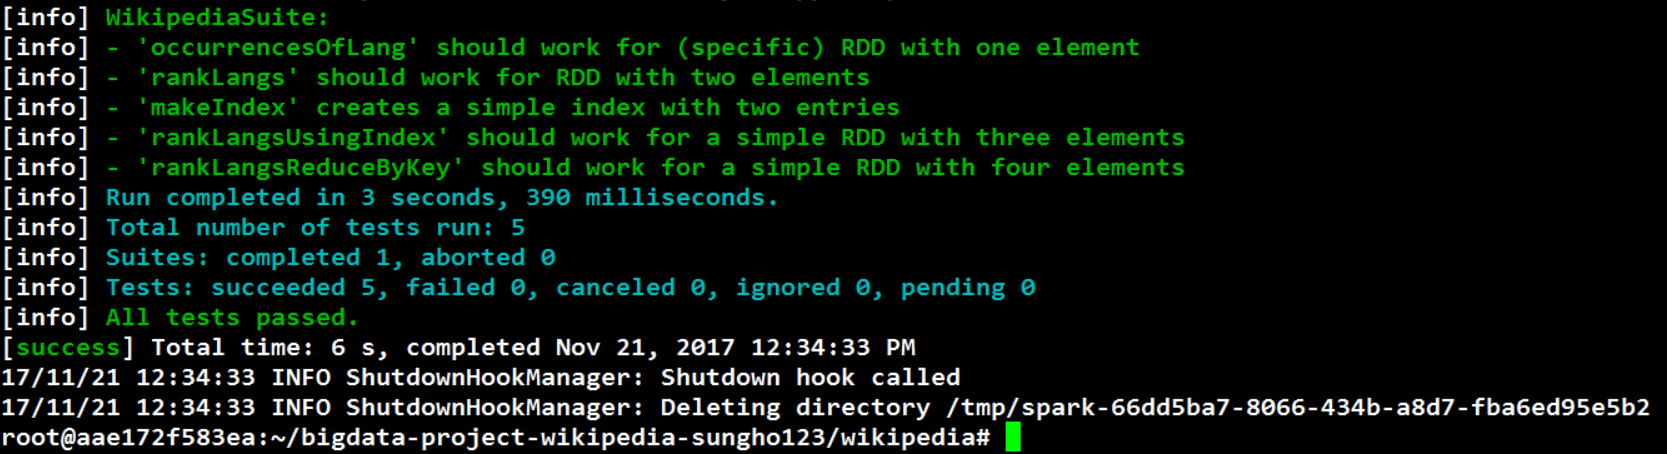 [info] WikipediaSuite:
[info] - 'occurrencesOfLang' should work for (specific) RDD with one element
[info] - 'rankLangs' should work for RDD with two elements
[info] - 'makeIndex' creates a simple index with two entries
[info] - 'rankLangsUsingIndex' should work for a simple RDD with three elements
[info] - 'rankLangsReduceByKey' should work for a simple RDD with four elements
[info] Run completed in 3 seconds, 390 milliseconds.
[info] Total number of tests run: 5
[info] Suites: completed 1, aborted 0
[info] Tests: succeeded 5, failed 0, canceled 0, ignored 0, pending 0
[info] All tests passed.
[success] Total time: 6 s, completed Nov 21, 2017 12:34:33 PM
17/11/21 12:34:33 INFO ShutdownHookManager: Shutdown hook called
17/11/21 12:34:33 INFO ShutdownHookManager: Deleting directory /tmp/spark-66dd5ba7-8066-434b-a8d7-fba6ed95e5b2
root@aae172f583ea:~/bigdata-project-wikipedia-sungho123/wikipedia#